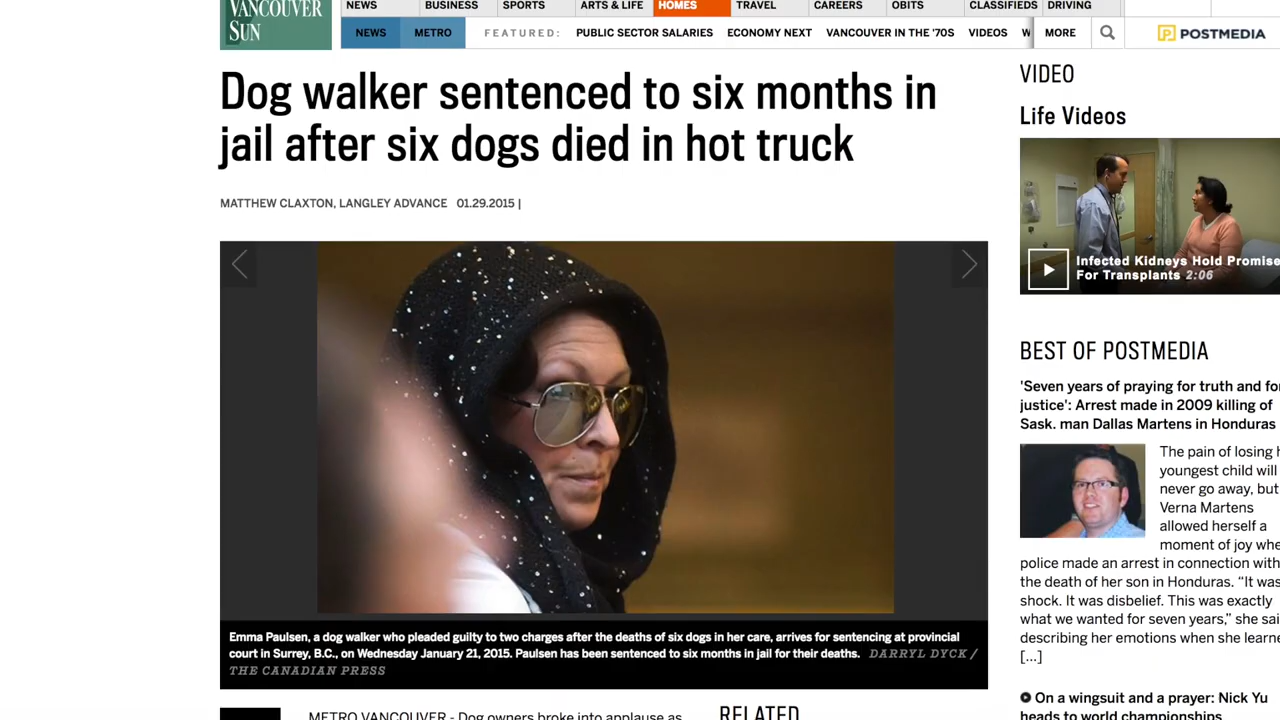 VANCOUVER
SUN
NEWS BUSINESS SPORTS ARTS & LIFE HOMES TRAVEL CAREERS OBITS CLASSIFIEDS DRIVING
NEWS METRO FEATURED: PUBLIC SECTOR SALARIES ECONOMY NEXT VANCOUVER IN THE '70S VIDEOS W MORE POSTMEDIA
Dog walker sentenced to six months in
jail after six dogs died in hot truck
MATTHEW CLAXTON, LANGLEY ADVANCE 01.29.2015 |
Emma Paulsen, a dog walker who pleaded guilty to two charges after the deaths of six dogs in her care, arrives for sentencing at provincial
court in Surrey, B.C., on Wednesday January 21, 2015. Paulsen has been sentenced to six months in jail for their deaths. DARRYL DYCK /
THE CANADIAN PRESS
METRO VANCOUVER - Dog owners broke into applause as
RELATED
VIDEO
Life Videos
Infected Kidneys Hold Promise
For Transplants 2:06
BEST OF POSTMEDIA
'Seven years of praying for truth and for
justice': Arrest made in 2009 killing of
Sask. man Dallas Martens in Honduras
The pain of losing h
youngest child will
never go away, but
Verna Martens
allowed herself a
moment of joy whe
police made an arrest in connection with
the death of her son in Honduras. “It was
shock. It was disbelief. This was exactly
what we wanted for seven years,” she sai
describing her emotions when she learne
[...]
On a wingsuit and a prayer: Nick Yu
heads to world championships